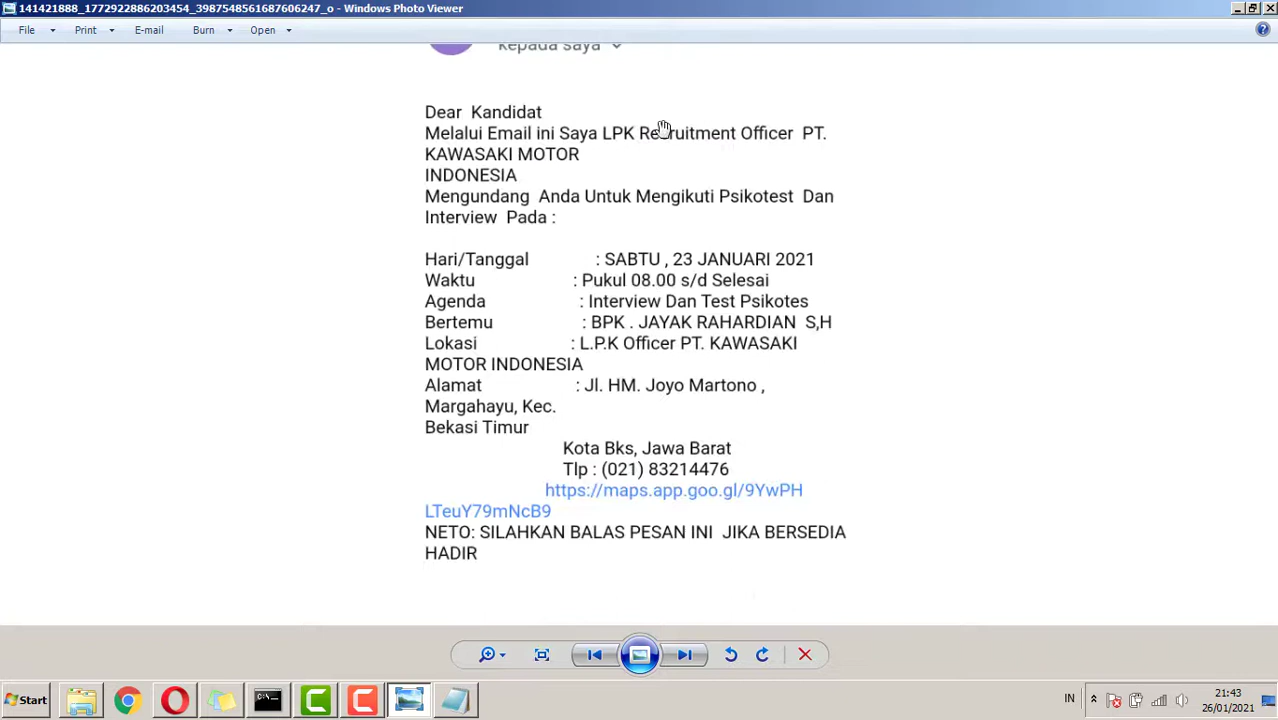 141421888_1772922886203454_3987548561687606247_o - Windows Photo Viewer
File Print E-mail Burn Open
kepada saya
Dear Kandidat
Melalui Email ini Saya LPK Recruitment Officer PT.
KAWASAKI MOTOR
INDONESIA
Mengundang Anda Untuk Mengikuti Psikotest Dan
Interview Pada :
Hari/Tanggal : SABTU , 23 JANUARI 2021
Waktu : Pukul 08.00 s/d Selesai
Agenda : Interview Dan Test Psikotes
Bertemu : BPK . JAYAK RAHARDIAN S,H
Lokasi : L.P.K Officer PT. KAWASAKI
MOTOR INDONESIA
Alamat : Jl. HM. Joyo Martono ,
Margahayu, Kec.
Bekasi Timur
Kota Bks, Jawa Barat
Tlp : (021) 83214476
https://maps.app.goo.gl/9YwPH
LTeuY79mNcB9
NETO: SILAHKAN BALAS PESAN INI JIKA BERSEDIA
HADIR
Start
IN
21:43
26/01/2021